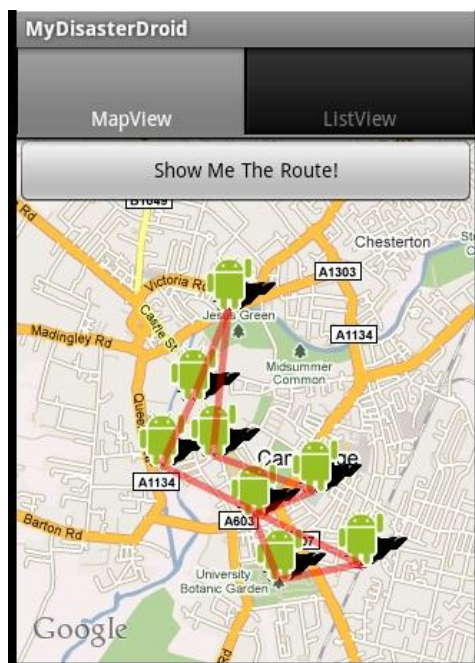 MyDisasterDroid
MapView
ListView
Show Me The Route!
B1049
Chesterton
Victoria Rd
A1303
Jesus Green
Castle St
A1134
Madingley Rd
Midsummer
Common
A1134
A603
Barton Rd
University
Botanic Garden
Google